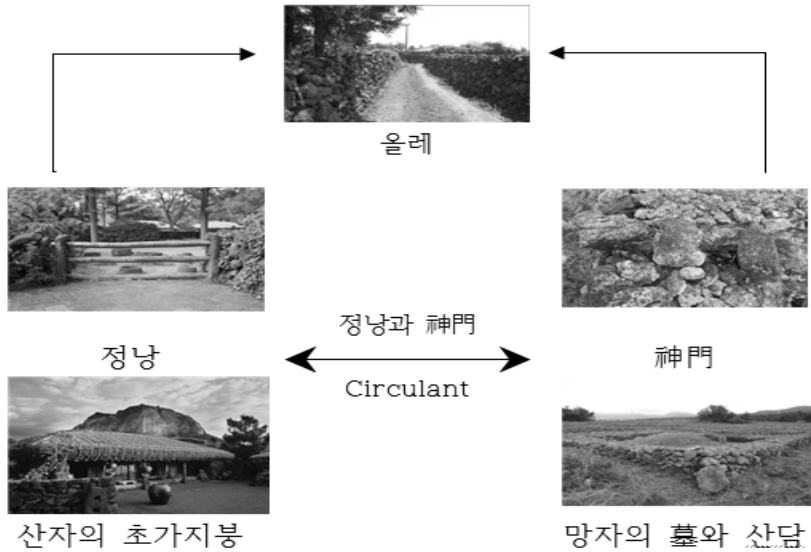 올레
정낭과 神門
정낭
神門
Circulant
산자의 초가지붕
망자의 墓와 산담